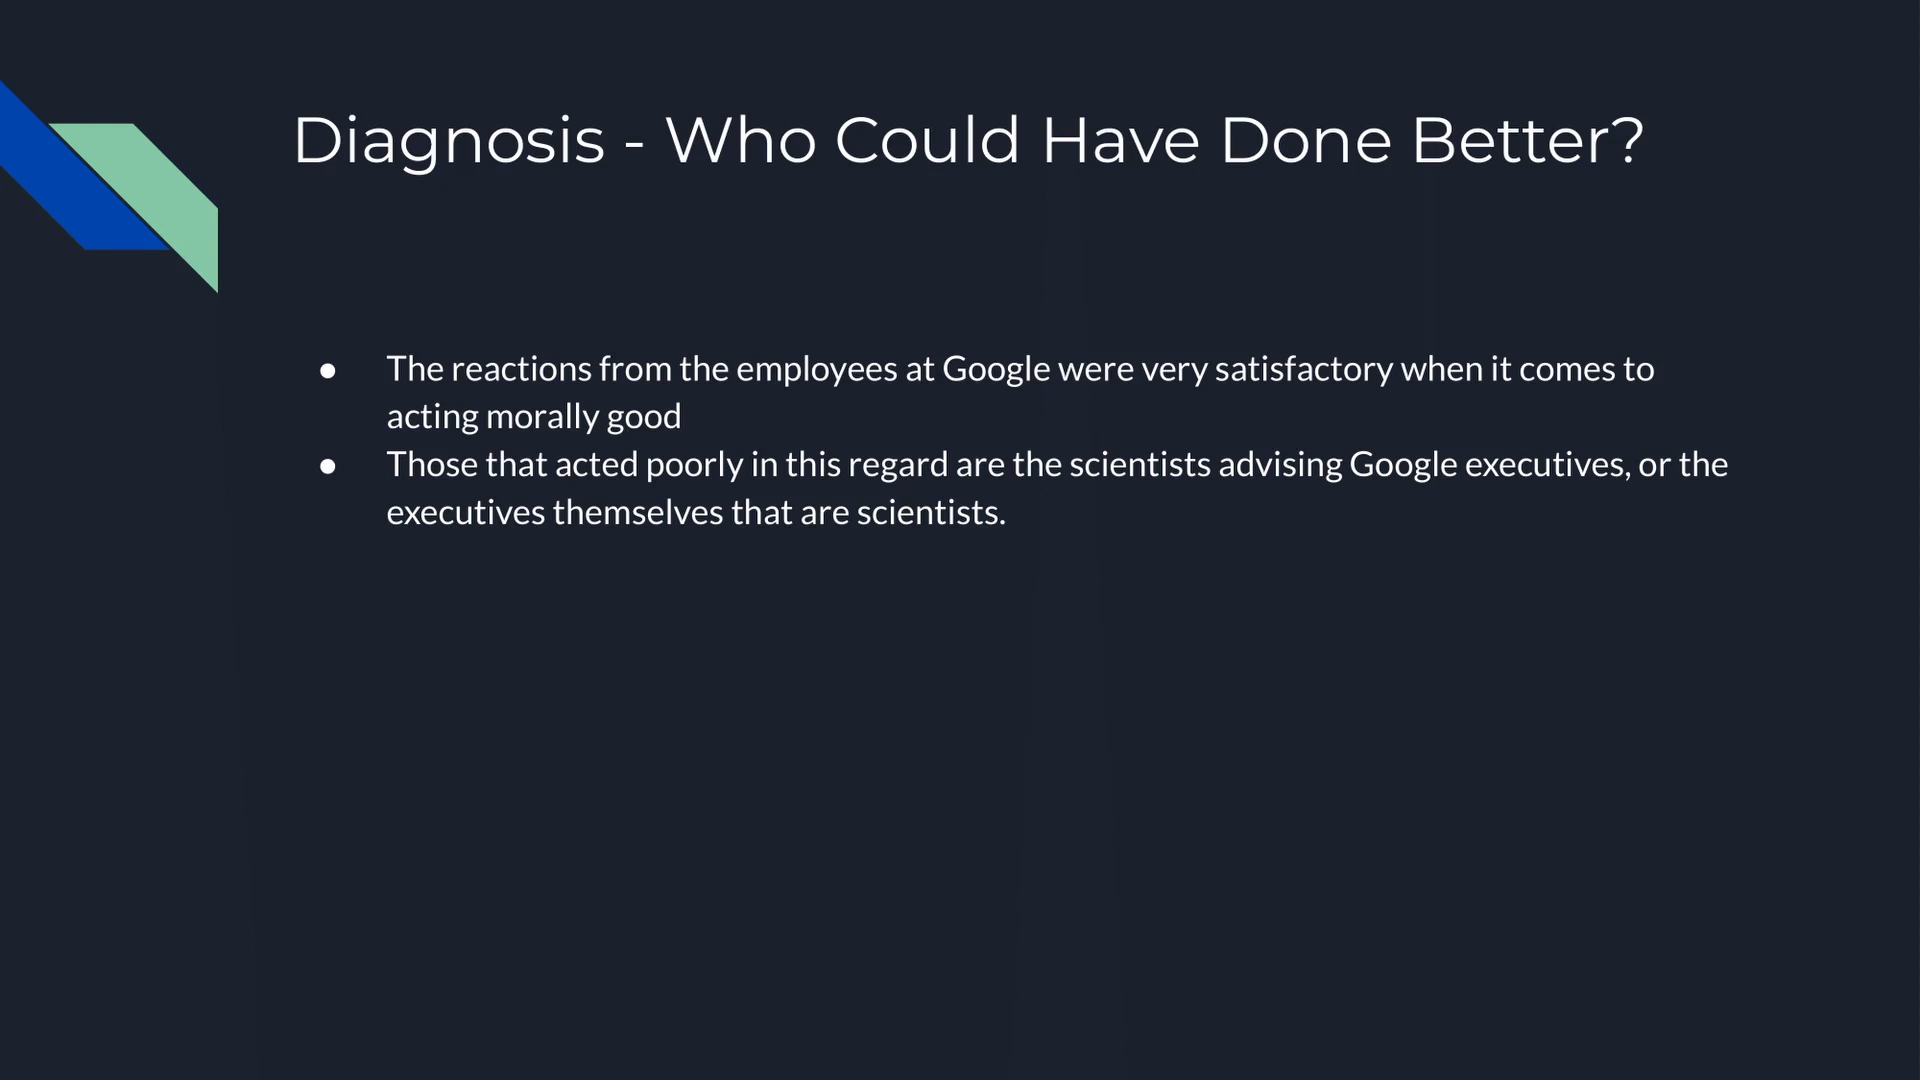 Diagnosis - Who Could Have Done Better?
● The reactions from the employees at Google were very satisfactory when it comes to
acting morally good
● Those that acted poorly in this regard are the scientists advising Google executives, or the
executives themselves that are scientists.